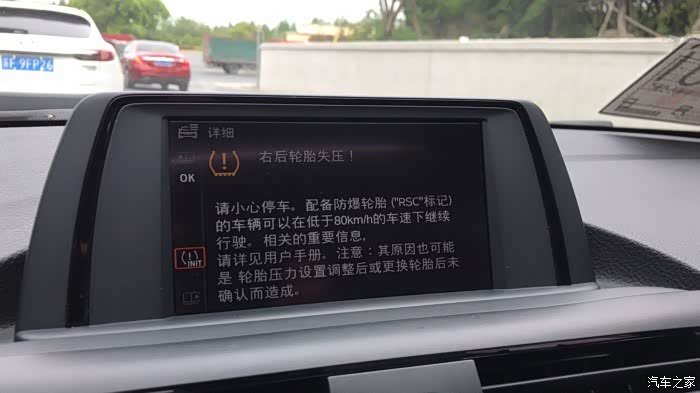 苏F·9FP26
详细
右后轮胎失压！
OK
请小心停车。配备防爆轮胎 ("RSC"标记)
的车辆可以在低于80km/h的车速下继续
行驶。 相关的重要信息,
请详见用户手册。注意：其原因也可能
是 轮胎压力设置调整后或更换轮胎后未
确认而造成。
INIT
汽车之家